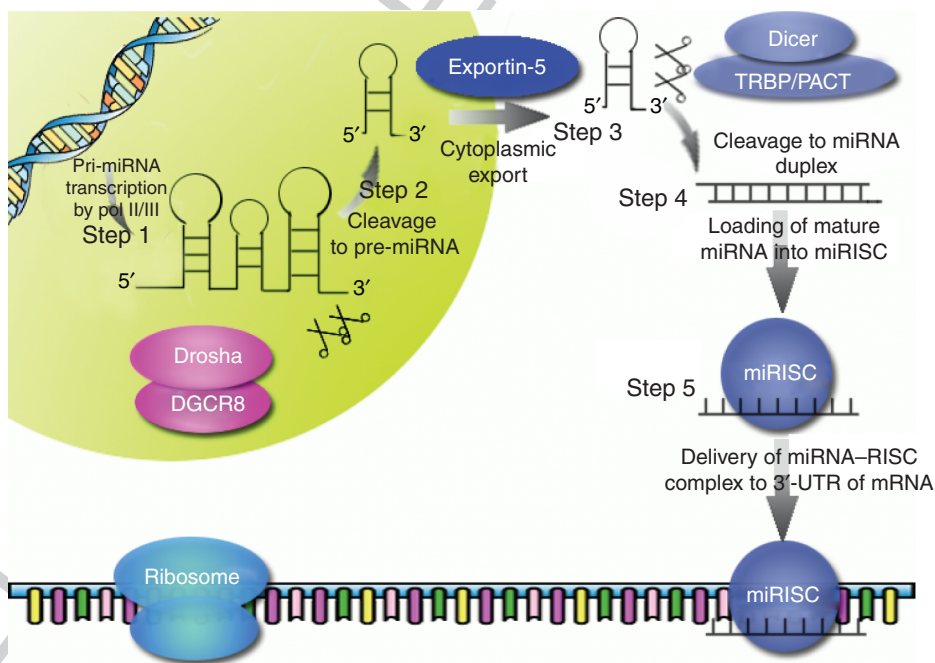 Pri-miRNA
transcription
by pol II/III
Step 1
5′
3′
Drosha
DGCR8
Step 2
Cleavage
to pre-miRNA
5′
3′
Exportin-5
Cytoplasmic
export
5′
3′
Step 3
Dicer
TRBP/PACT
Cleavage to miRNA
duplex
Step 4
Loading of mature
miRNA into miRISC
Step 5
miRISC
Delivery of miRNA–RISC
complex to 3′-UTR of mRNA
Ribosome
miRISC